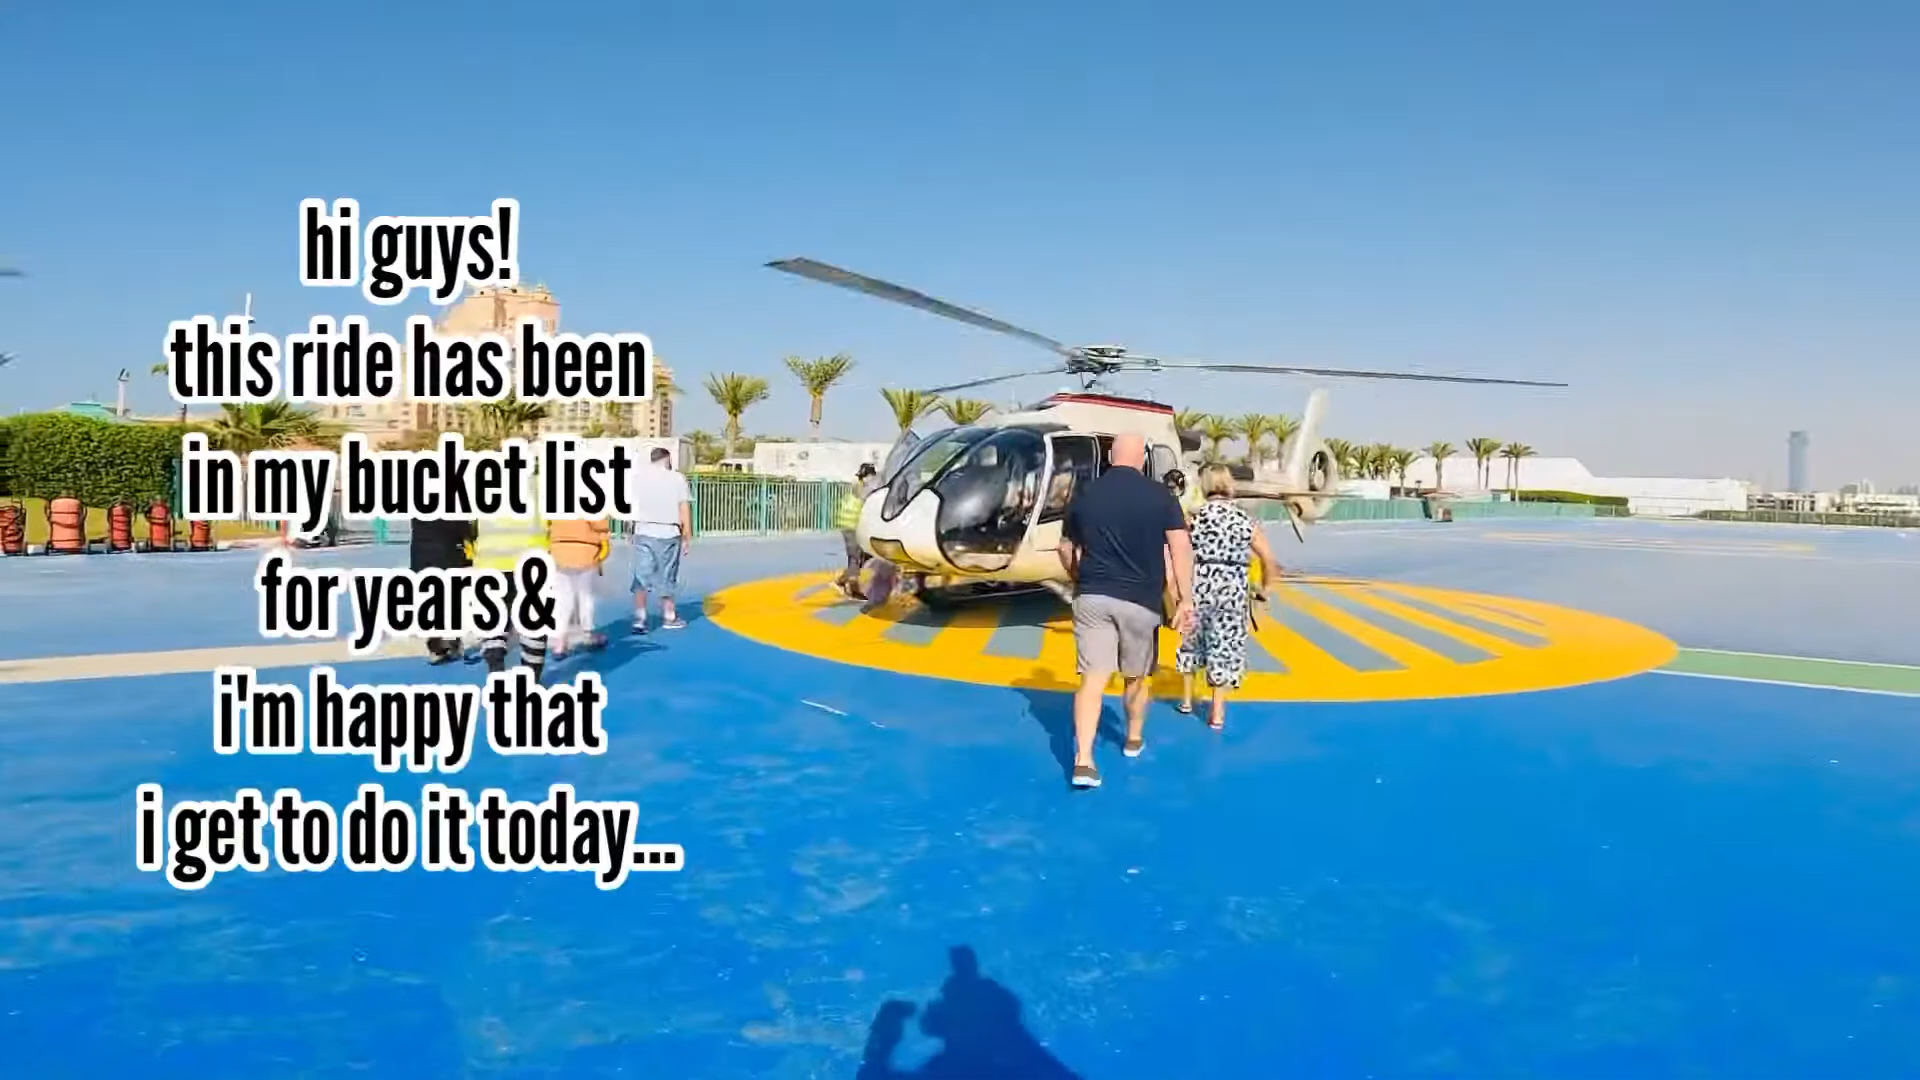 hi guys!
this ride has been
in my bucket list
for years &
i'm happy that
i get to do it today...